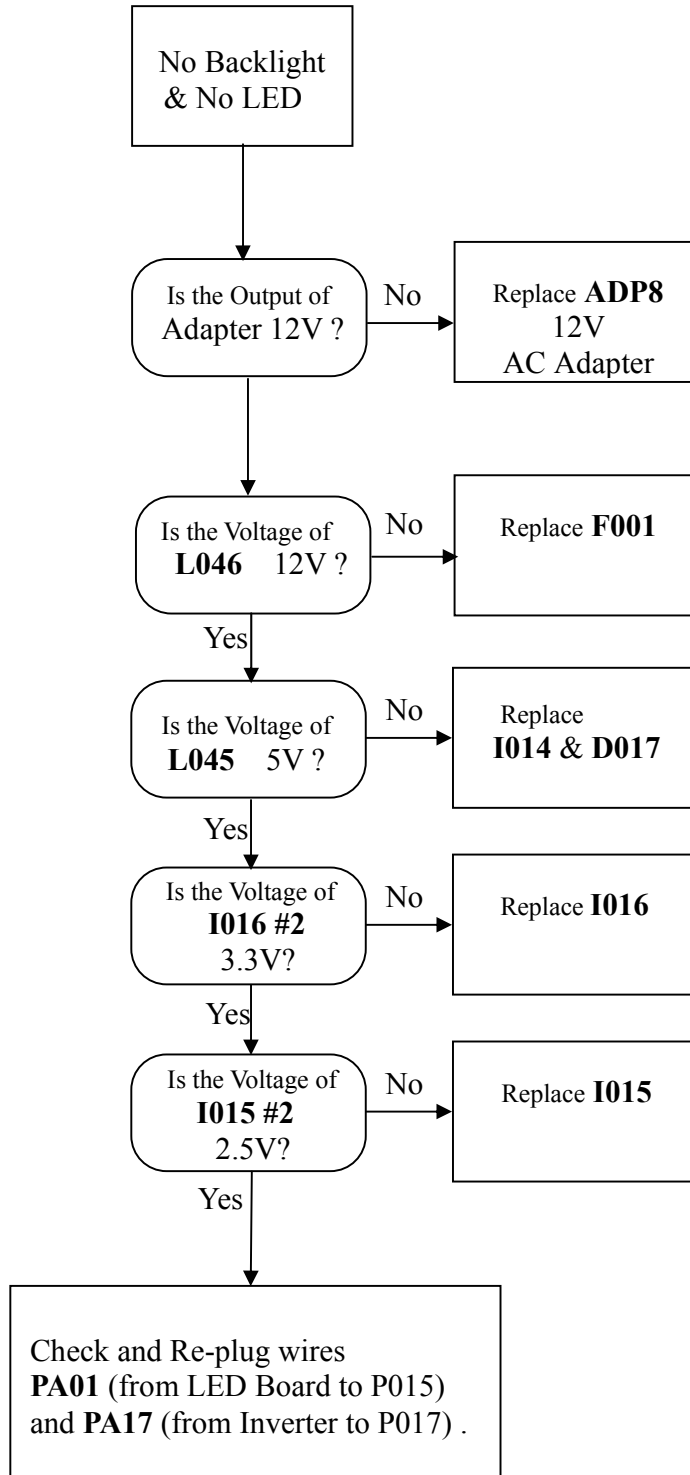 No Backlight
& No LED
Is the Output of
Adapter 12V ?
No
Replace ADP8
12V
AC Adapter
Is the Voltage of
L046 12V ?
No
Replace F001
Yes
Is the Voltage of
L045 5V ?
No
Replace
I014 & D017
Yes
Is the Voltage of
I016 #2
3.3V?
No
Replace I016
Yes
Is the Voltage of
I015 #2
2.5V?
No
Replace I015
Yes
Check and Re-plug wires
PA01 (from LED Board to P015)
and PA17 (from Inverter to P017) .